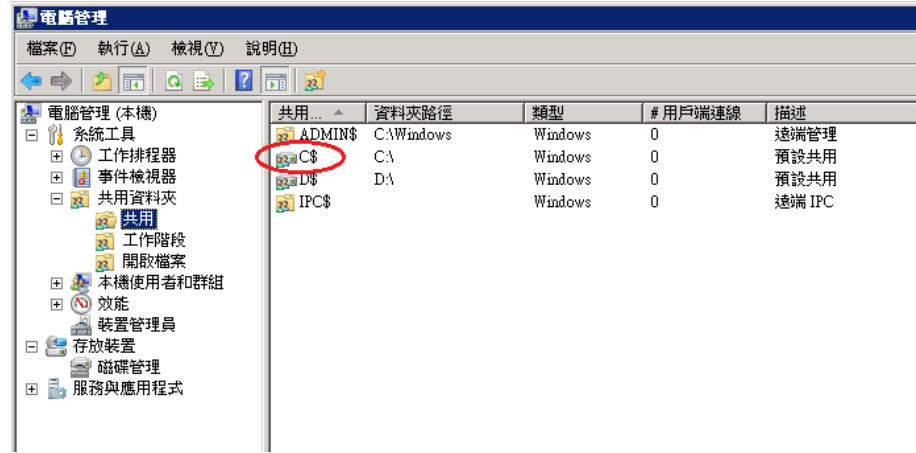 電腦管理
檔案(F) 執行(A) 檢視(V) 說明(H)
電腦管理 (本機)
系統工具
工作排程器
事件檢視器
共用資料夾
共用
工作階段
開啟檔案
本機使用者和群組
效能
裝置管理員
存放裝置
磁碟管理
服務與應用程式
共用... 資料夾路徑 類型 # 用戶端連線 描述
ADMIN$ C:\Windows Windows 0 遠端管理
C$ C:\ Windows 0 預設共用
D$ D:\ Windows 0 預設共用
IPC$ Windows 0 遠端 IPC